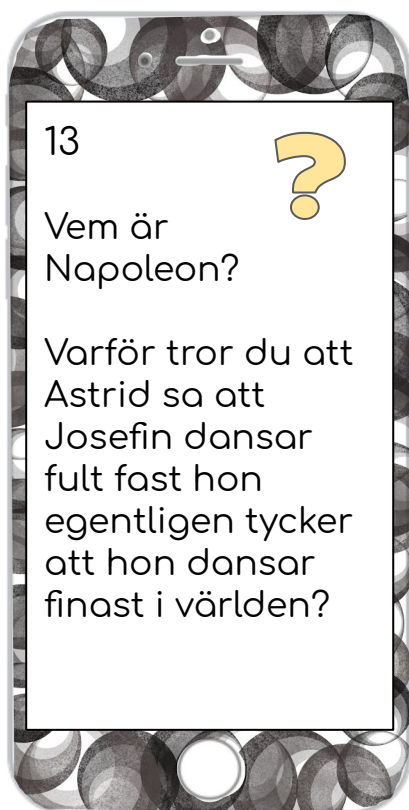 13
?
Vem är
Napoleon?
Varför tror du att
Astrid sa att
Josefin dansar
fult fast hon
egentligen tycker
att hon dansar
finast i världen?